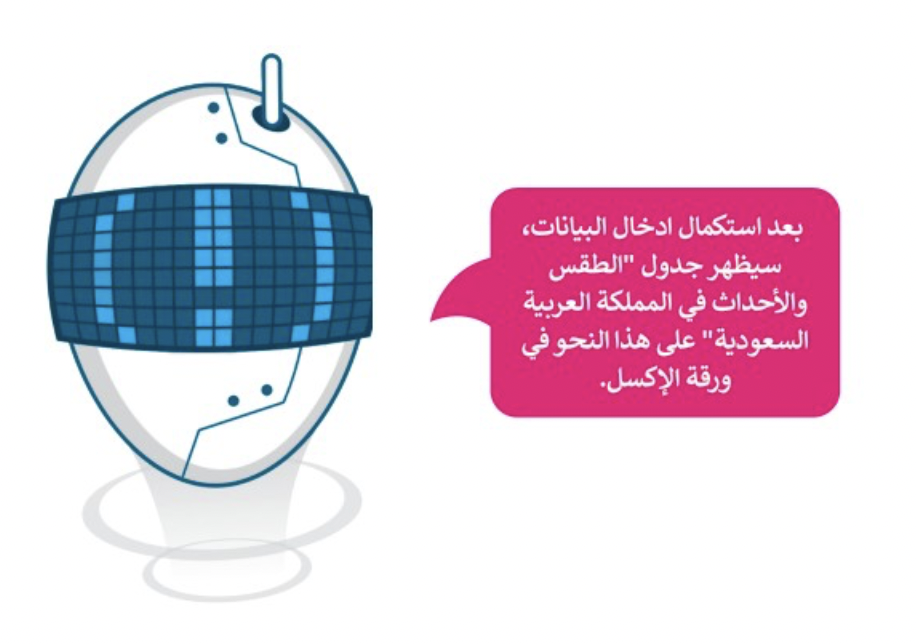 بعد استكمال ادخال البيانات،
سيظهر جدول "الطقس
والأحداث في المملكة العربية
السعودية" على هذا النحو في
ورقة الإكسل.